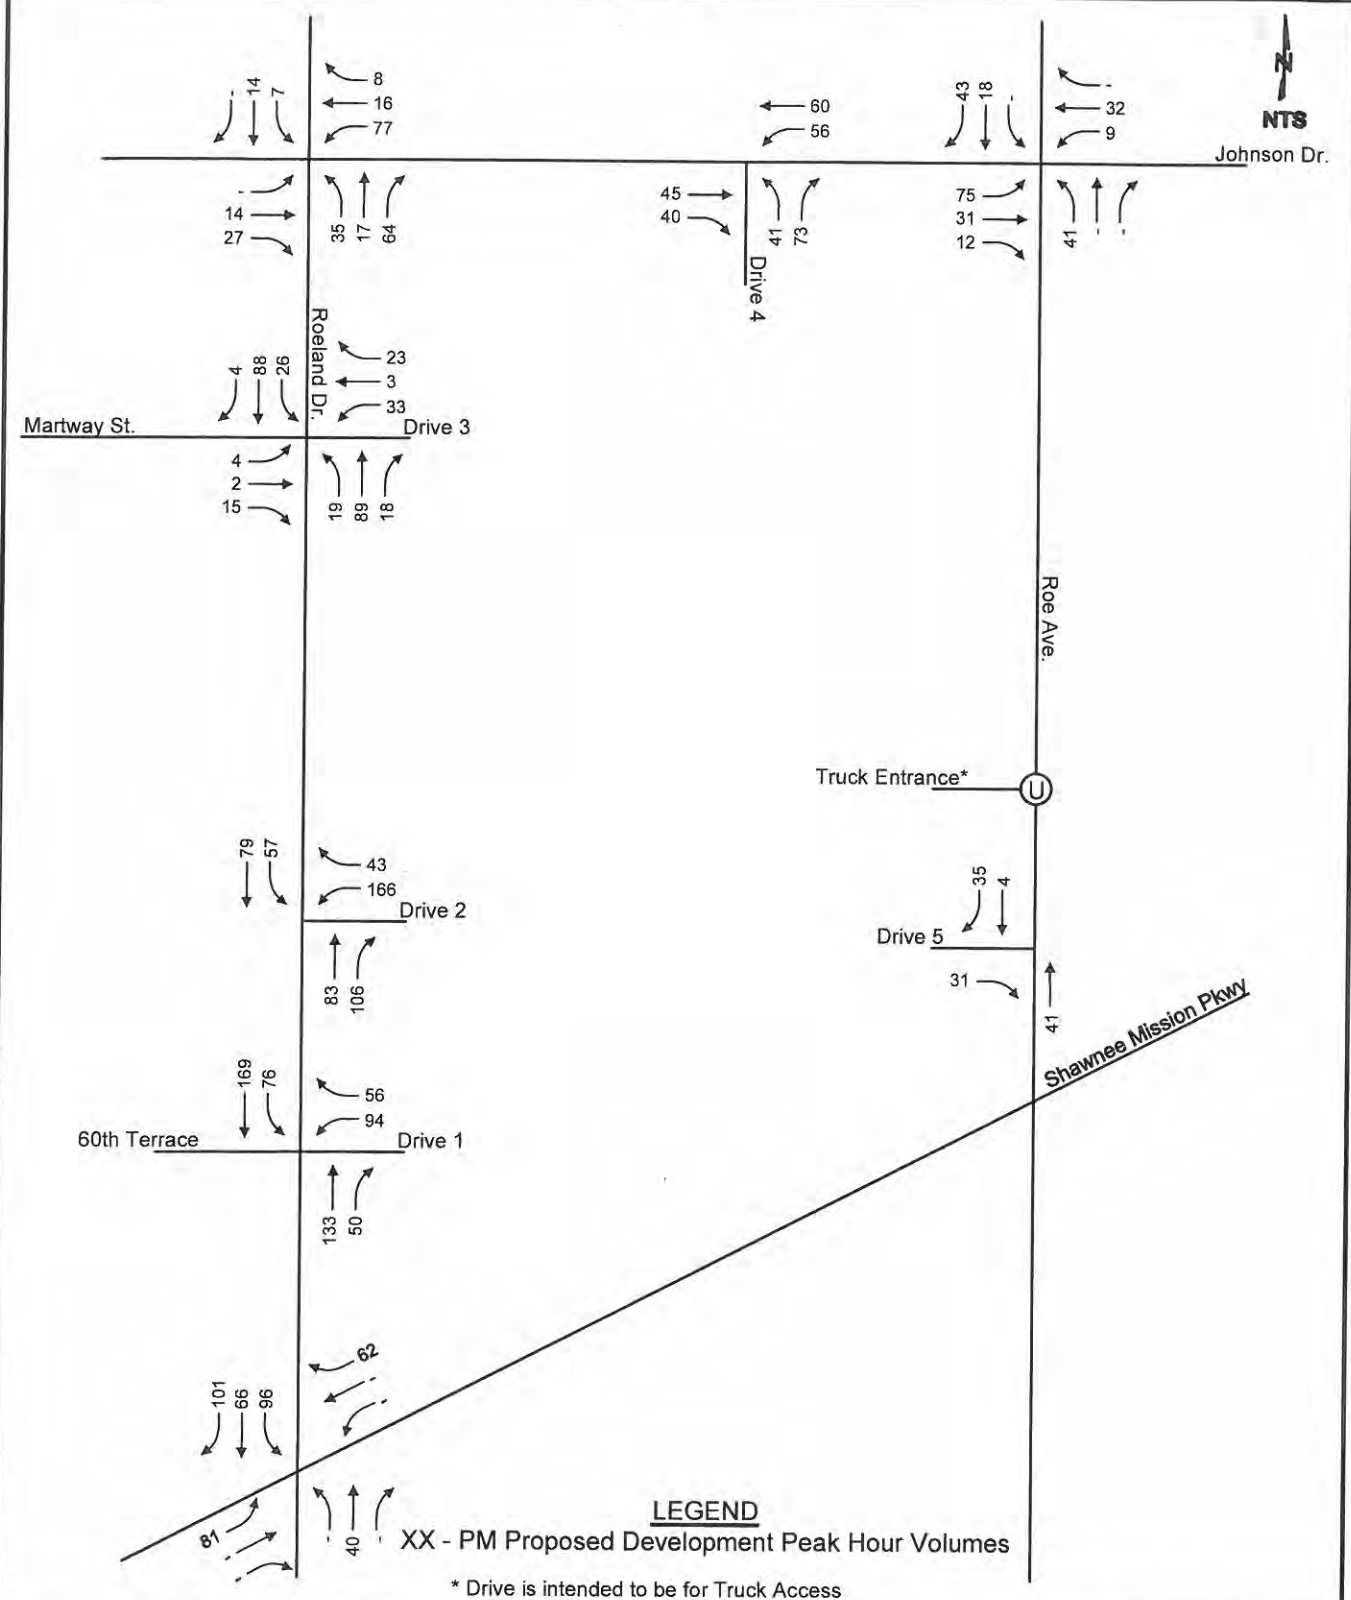 N
NTS
- 14 7
8
16
77
60
56
43 18 -
-
32
9
Johnson Dr.
-
14
27
35 17 64
45
40
41 73
75
31
12
41 - -
Drive 4
Roeland Dr.
4 88 26
23
3
33
Martway St.
Drive 3
4
2
15
19 89 18
Roe Ave.
Truck Entrance*
U
79 57
43
166
Drive 2
83 106
35 4
Drive 5
31
41
Shawnee Mission Pkwy
169 76
56
94
60th Terrace
Drive 1
133 50
62
-
-
101 66 96
81
-
-
- 40 -
LEGEND
XX - PM Proposed Development Peak Hour Volumes
* Drive is intended to be for Truck Access